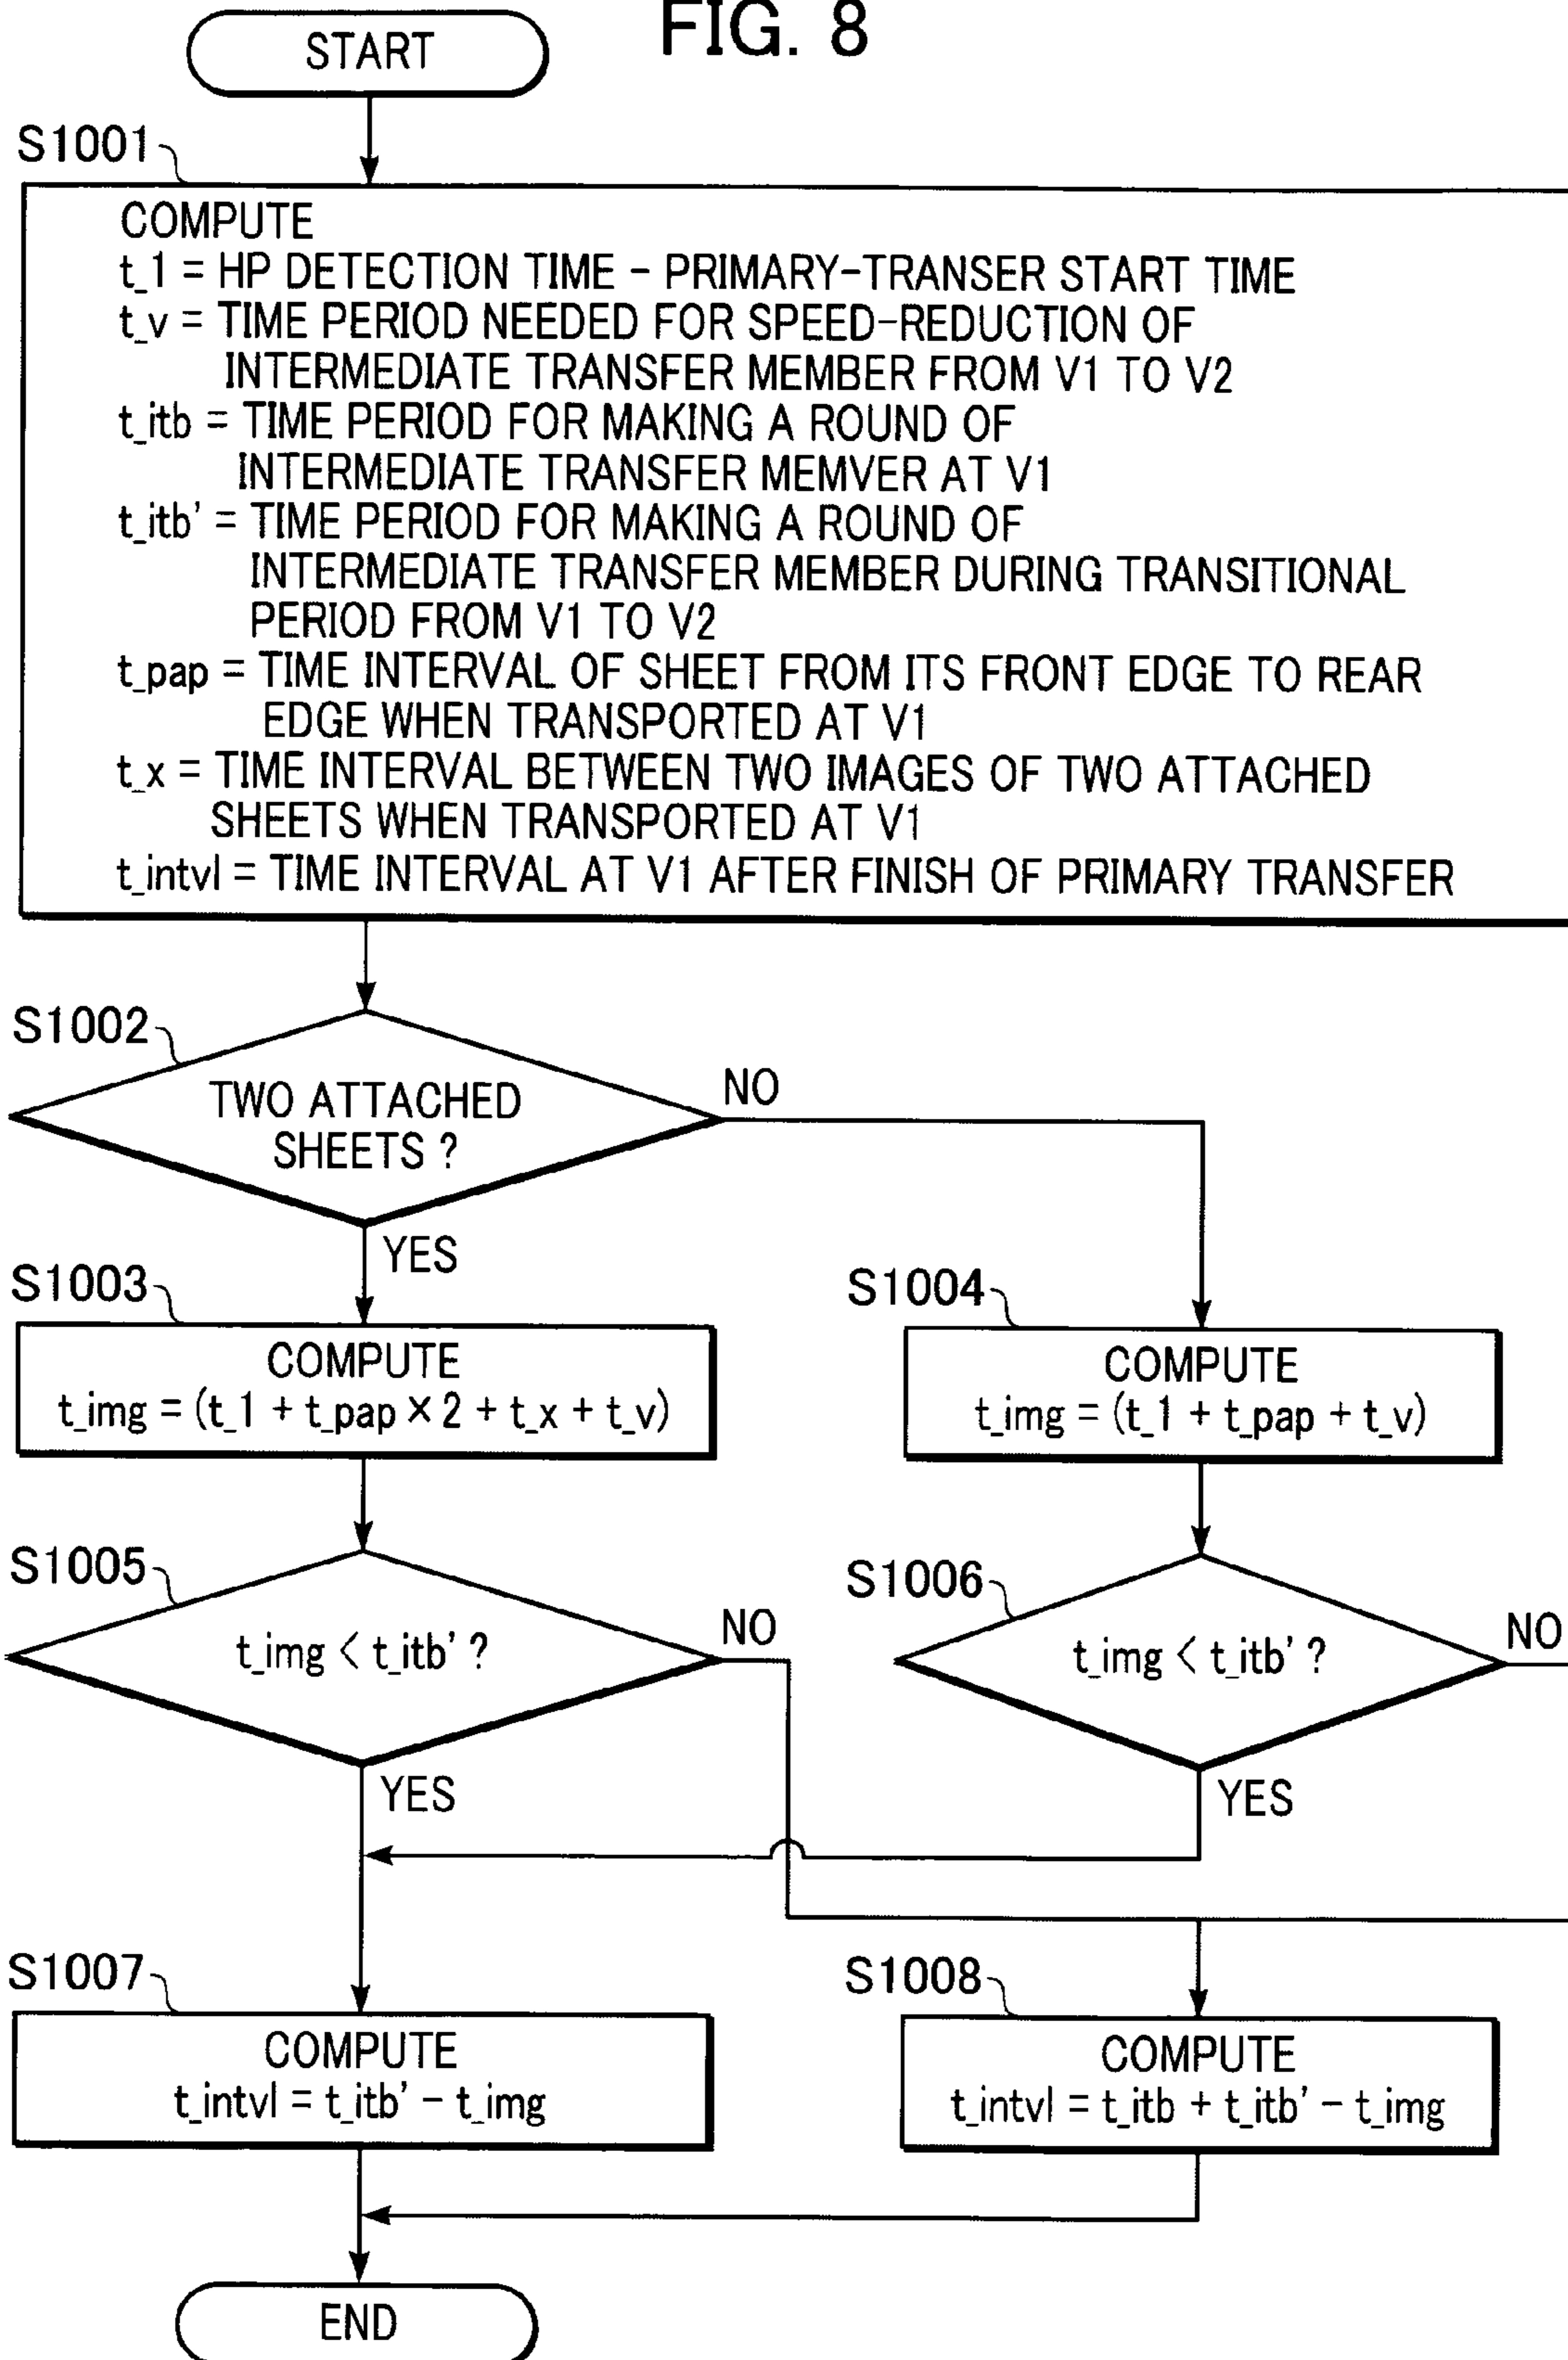 FIG. 8
START
S1001
COMPUTE
t_1 = HP DETECTION TIME - PRIMARY-TRANSER START TIME
t_v = TIME PERIOD NEEDED FOR SPEED-REDUCTION OF
INTERMEDIATE TRANSFER MEMBER FROM V1 TO V2
t_itb = TIME PERIOD FOR MAKING A ROUND OF
INTERMEDIATE TRANSFER MEMVER AT V1
t_itb' = TIME PERIOD FOR MAKING A ROUND OF
INTERMEDIATE TRANSFER MEMBER DURING TRANSITIONAL
PERIOD FROM V1 TO V2
t_pap = TIME INTERVAL OF SHEET FROM ITS FRONT EDGE TO REAR
EDGE WHEN TRANSPORTED AT V1
t_x = TIME INTERVAL BETWEEN TWO IMAGES OF TWO ATTACHED
SHEETS WHEN TRANSPORTED AT V1
t_intvl = TIME INTERVAL AT V1 AFTER FINISH OF PRIMARY TRANSFER
S1002
TWO ATTACHED
SHEETS ?
NO
YES
S1003
COMPUTE
t_img = (t_1 + t_pap × 2 + t_x + t_v)
S1004
COMPUTE
t_img = (t_1 + t_pap + t_v)
S1005
t_img < t_itb' ?
NO
YES
S1006
t_img < t_itb' ?
NO
YES
S1007
COMPUTE
t_intvl = t_itb' - t_img
S1008
COMPUTE
t_intvl = t_itb + t_itb' - t_img
END